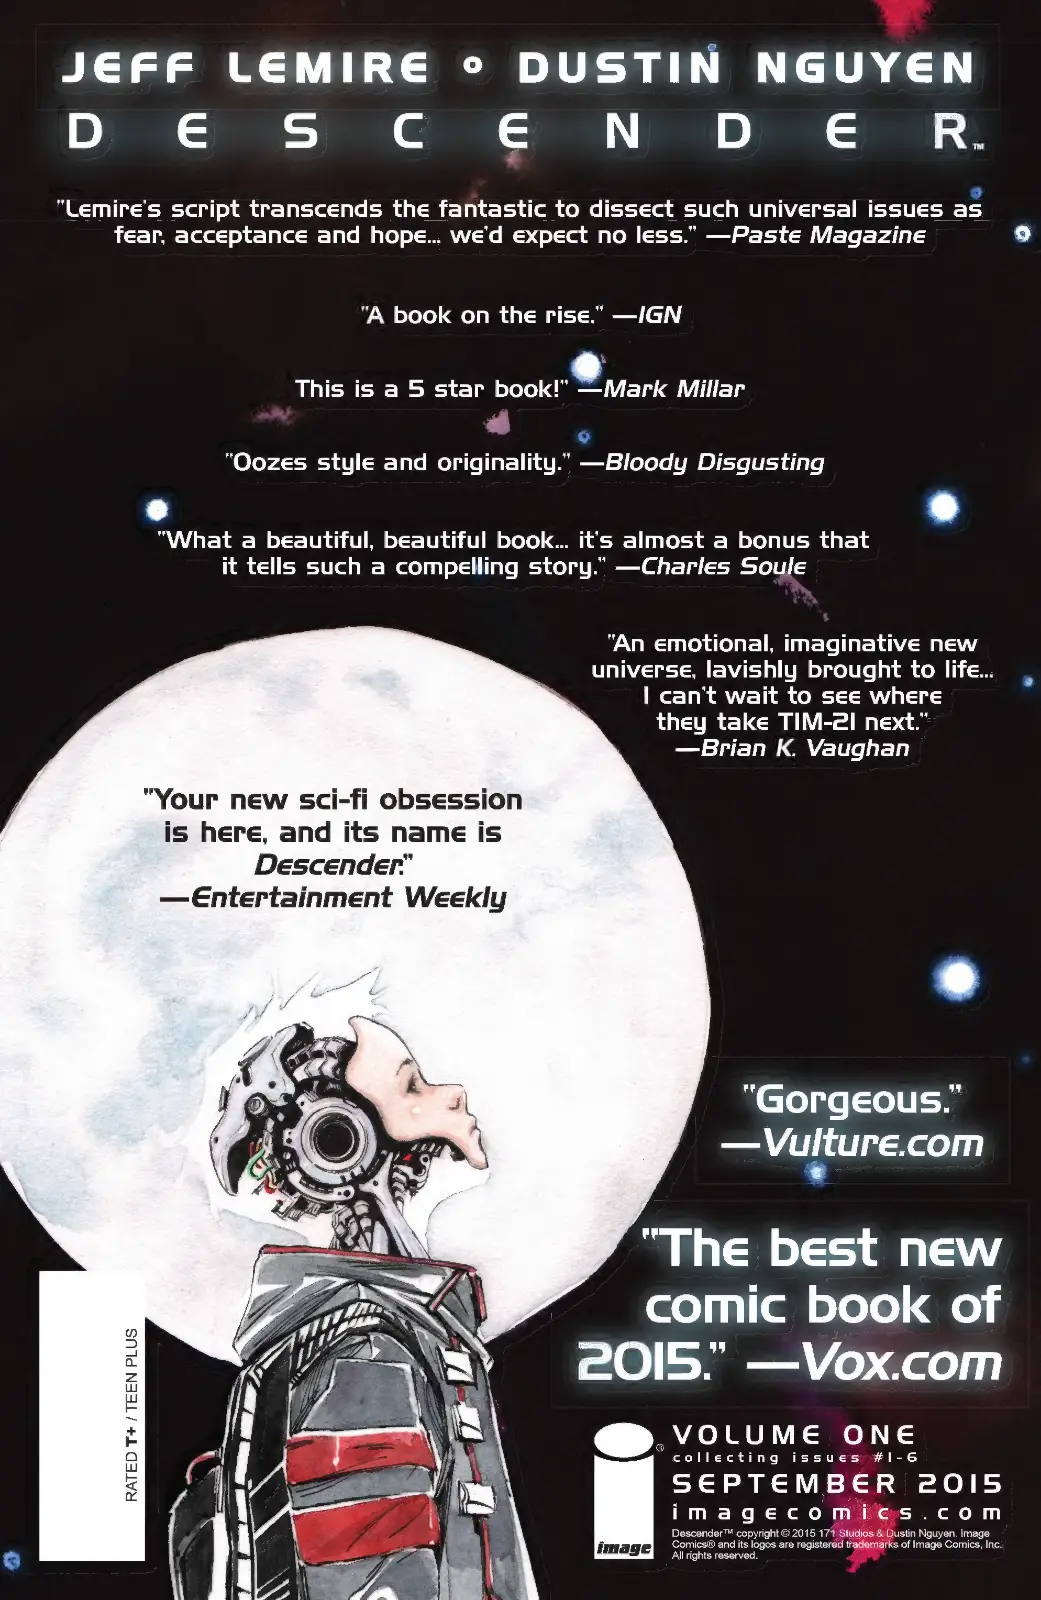 JEFF LEMIRE • DUSTIN NGUYEN
DESCENDER™
"Lemire's script transcends the fantastic to dissect such universal issues as
fear, acceptance and hope... we'd expect no less." —Paste Magazine
"A book on the rise." —IGN
This is a 5 star book!" —Mark Millar
"Oozes style and originality." —Bloody Disgusting
"What a beautiful, beautiful book... it's almost a bonus that
it tells such a compelling story." —Charles Soule
"An emotional, imaginative new
universe, lavishly brought to life...
I can't wait to see where
they take TIM-21 next."
—Brian K. Vaughan
"Your new sci-fi obsession
is here, and its name is
Descender."
—Entertainment Weekly
"Gorgeous."
—Vulture.com
"The best new
comic book of
2015." —Vox.com
RATED T+ / TEEN PLUS
image
®
VOLUME ONE
collecting issues #1-6
SEPTEMBER 2015
imagecomics.com
Descender™ copyright © 2015 171 Studios & Dustin Nguyen. Image
Comics® and its logos are registered trademarks of Image Comics, Inc.
All rights reserved.